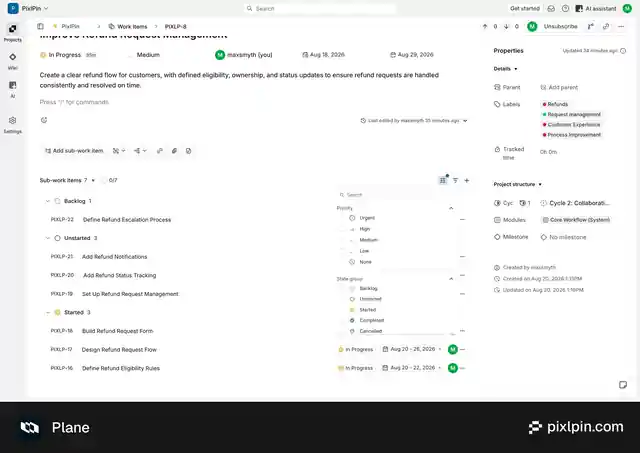 PixlPin
Search
Get started
AI assistant
M
PixlPin
Work items
PIXLP-8
0
0
M
Unsubscribe
Projects
Wiki
AI
Settings
Improve Refund Request Management
In Progress
Medium
maxsmyth (you)
Aug 18, 2026
Aug 29, 2026
Create a clear refund flow for customers, with defined eligibility, ownership, and status updates to ensure refund requests are handled
consistently and resolved on time.
Press '/' for commands
Last edited by maxsmyth 35 minutes ago
Add sub-work item
Sub-work items 7
0/7
Search
Priority
Urgent
High
Medium
Low
None
State group
Backlog
Unstarted
Started
Completed
Cancelled
Backlog 1
PIXLP-22 Define Refund Escalation Process
Unstarted 3
PIXLP-21 Add Refund Notifications
PIXLP-20 Add Refund Status Tracking
PIXLP-19 Set Up Refund Request Management
Started 3
PIXLP-18 Build Refund Request Form
PIXLP-17 Design Refund Request Flow
In Progress
Aug 20 - 26, 2026
M
PIXLP-16 Define Refund Eligibility Rules
In Progress
Aug 20 - 22, 2026
M
Properties
Updated 34 minutes ago
Details
Parent
Add parent
Labels
Refunds
Request management
Customer Experience
Process Improvement
Tracked
time
0h 0m
Project structure
Cyc
1
Cycle 2: Collaborati...
Modules
Core Workflow (System)
Milestone
No milestone
Created by maxsmyth
Created on Aug 20, 2026 1:15PM
Updated on Aug 20, 2026 1:16PM
Plane
pixlpin.com